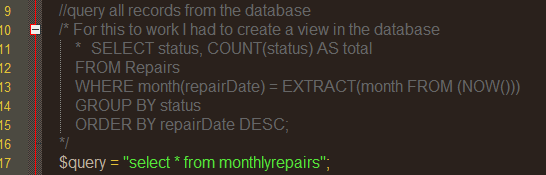 9 //query all records from the database
10 /* For this to work I had to create a view in the database
11 * SELECT status, COUNT(status) AS total
12 FROM Repairs
13 WHERE month(repairDate) = EXTRACT(month FROM (NOW()))
14 GROUP BY status
15 ORDER BY repairDate DESC;
16 */
17 $query = "select * from monthlyrepairs";